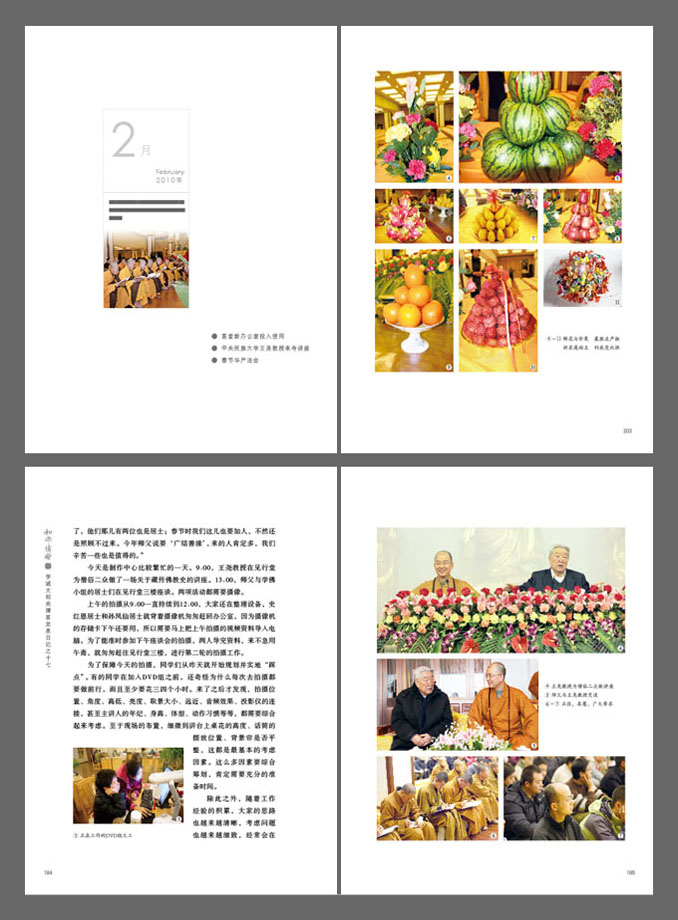 2月
February
2010年
● 客堂新办公室投入使用
● 中央民族大学王尧教授来寺讲座
● 春节华严法会
4
5
6
7
8
9
10
11
203
学诚大和尚博客龙泉日记之十七
了，他们那儿有两位也是居士；春节时我们这儿也要加人，不然还
是照顾不过来。今年师父说要“广结善缘”，来的人肯定多，我们
辛苦一些也是值得的。”
今天是创作中心比较繁忙的一天。9:00，王尧教授在见行堂
为僧俗二众做了一场关于藏传佛教史的讲座。13:00，师父与学佛
小组的居士们在见行堂三楼座谈。两项活动都需要摄像。
上午的拍摄从9:00一直持续到12:00。大家还在整理设备，史
红恩居士和孙凤仙居士就背着摄像机匆匆赶回办公室。因为摄像机
的存储卡下午还要用，所以需要马上把上午拍摄的视频资料导入电
脑。为了能准时参加下午座谈会的拍摄，两人导完资料，来不急用
午斋，就匆匆赶往见行堂三楼，进行第二轮的拍摄工作。
为了保障今天的拍摄，同学们从昨天就开始规划并实地“踩
点”。有的同学在加入DVD组之前，还奇怪为什么每次去拍摄都
要做前行，而且至少要花三四个小时。来了之后才发现，拍摄位
置、角度、高低、亮度、取景大小、远近、音频效果、投影仪的连
接，甚至主讲人的年纪、身高、体型、动作习惯等等，都需要综合
起来考虑。至于现场的布置，细微到讲台上桌花的高度、话筒的
摆放位置、背景帘是否平
整，这都是最基本的考虑
因素。这么多因素要综合
筹划，肯定需要充分的准
备时间。
除此之外，随着工作
经验的积累，大家的思路
也越来越清晰，考虑问题
也越来越细致，经常会在
3
③ 正在工作的DVD组义工
184
④ 王尧教授为僧俗二众做讲座
⑤ 师父与王尧教授交谈
5
6
7
185